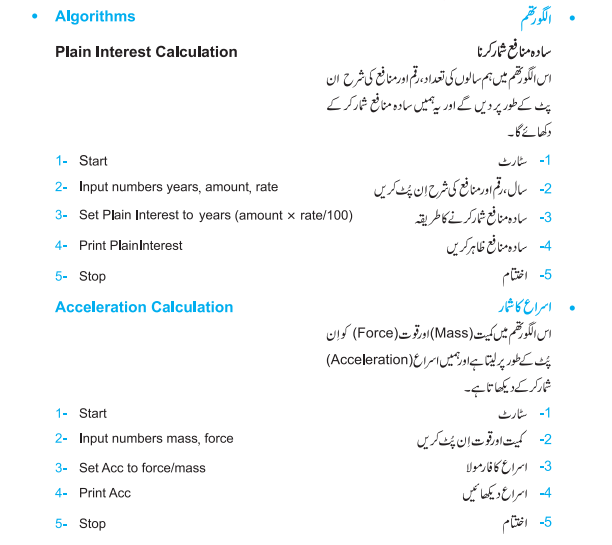 • Algorithms
الگورتھم •
Plain Interest Calculation
سادہ منافع شمار کرنا
اس الگورتھم میں ہم سالوں کی تعداد، رقم اور منافع کی شرح ان
پٹ کے طور پر دیں گے اور یہ ہمیں سادہ منافع شمار کر کے
دکھائے گا۔
1- Start
1- سٹارٹ
2- Input numbers years, amount, rate
2- سال، رقم اور منافع کی شرح اِن پُٹ کریں
3- Set Plain Interest to years (amount × rate/100)
3- سادہ منافع شمار کرنے کا طریقہ
4- Print PlainInterest
4- سادہ منافع ظاہر کریں
5- Stop
5- اختتام
Acceleration Calculation
اسراع کا شمار •
اس الگورتھم میں کمیت (Mass) اور قوت (Force) کو اِن
پُٹ کے طور پر لیتا ہے اور ہمیں اسراع (Acceleration)
شمار کر کے دیکھاتا ہے۔
1- Start
1- سٹارٹ
2- Input numbers mass, force
2- کمیت اور قوت اِن پُٹ کریں
3- Set Acc to force/mass
3- اسراع کا فارمولا
4- Print Acc
4- اسراع دیکھائیں
5- Stop
5- اختتام